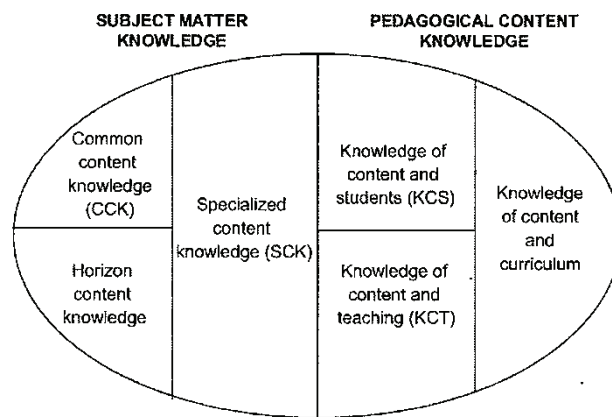 SUBJECT MATTER
KNOWLEDGE
PEDAGOGICAL CONTENT
KNOWLEDGE
Common
content
knowledge
(CCK)
Horizon
content
knowledge
Specialized
content
knowledge (SCK)
Knowledge of
content and
students (KCS)
Knowledge of
content and
teaching (KCT)
Knowledge
of content
and
curriculum